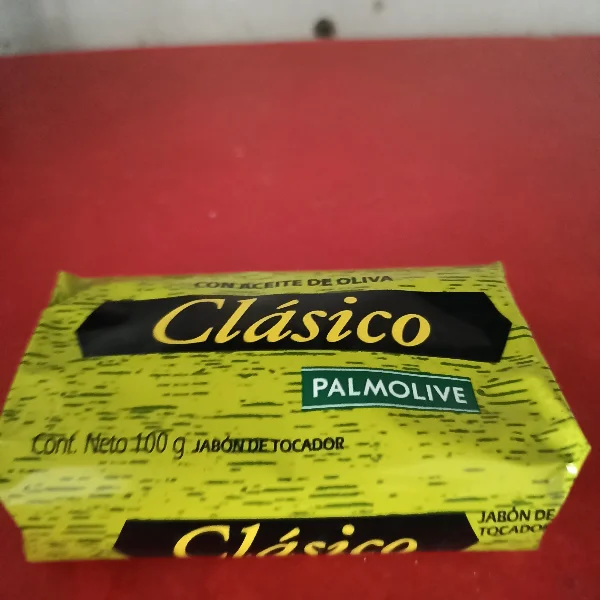 CON ACEITE DE OLIVA
Clásico
PALMOLIVE
Cont. Neto 100 g JABÓN DE TOCADOR
Clásico
JABÓN DE
TOCADOR